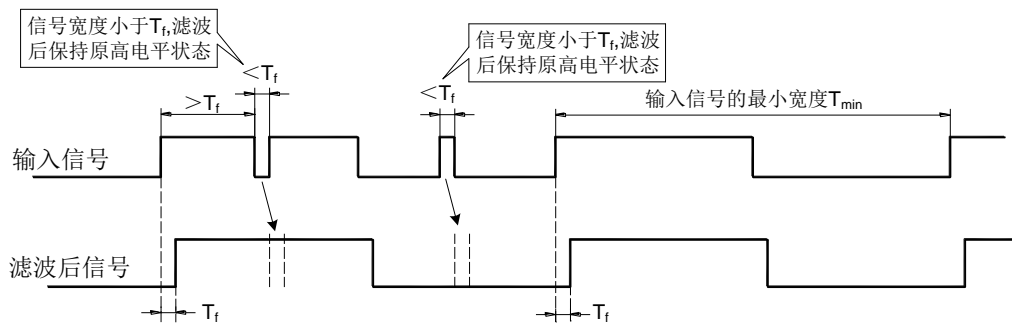 信号宽度小于Tf,滤波
后保持原高电平状态
信号宽度小于Tf,滤波
后保持原高电平状态
<Tf
>Tf
<Tf
输入信号的最小宽度Tmin
输入信号
滤波后信号
Tf
Tf